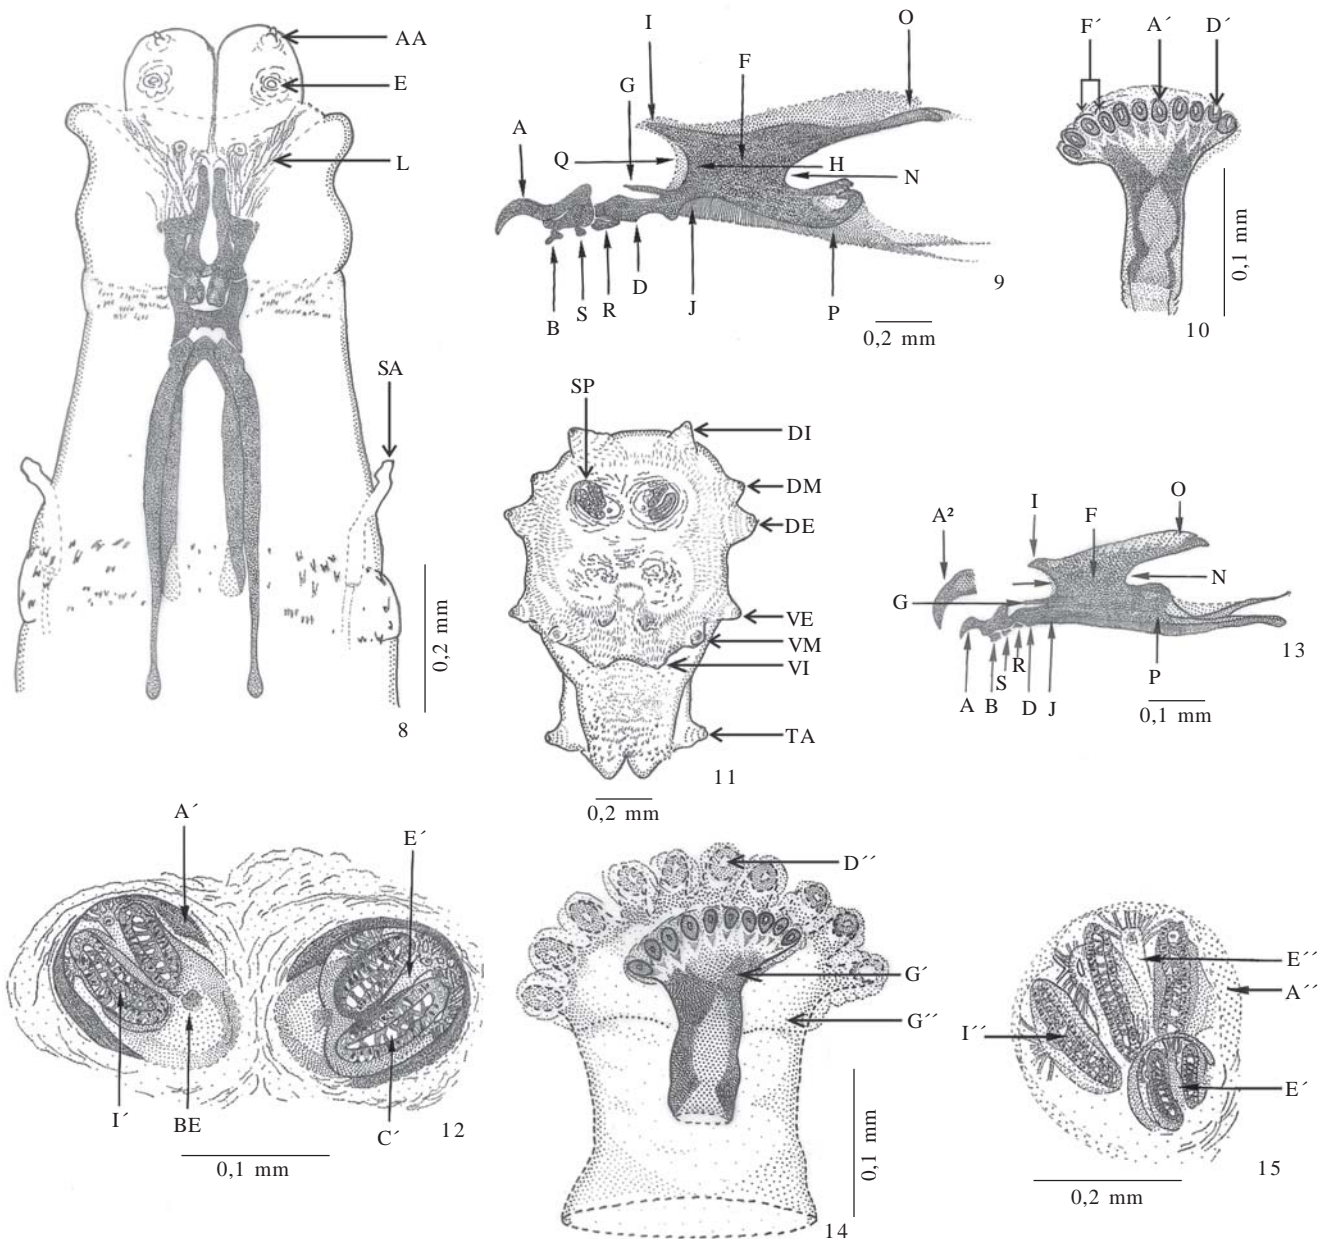 AA
E
L
SA
0,2 mm
8
I
O
F
G
A
Q
H
N
B
S
R
D
J
P
9
0,2 mm
F´
A´
D´
0,1 mm
10
SP
DI
DM
DE
VE
VM
VI
TA
11
0,2 mm
A²
I
F
O
N
G
A
B
S
R
D
J
P
13
0,1 mm
A´
E´
I´
BE
C´
12
0,1 mm
D´´
G´
G´´
0,1 mm
14
E´´
A´´
I´´
E´
15
0,2 mm